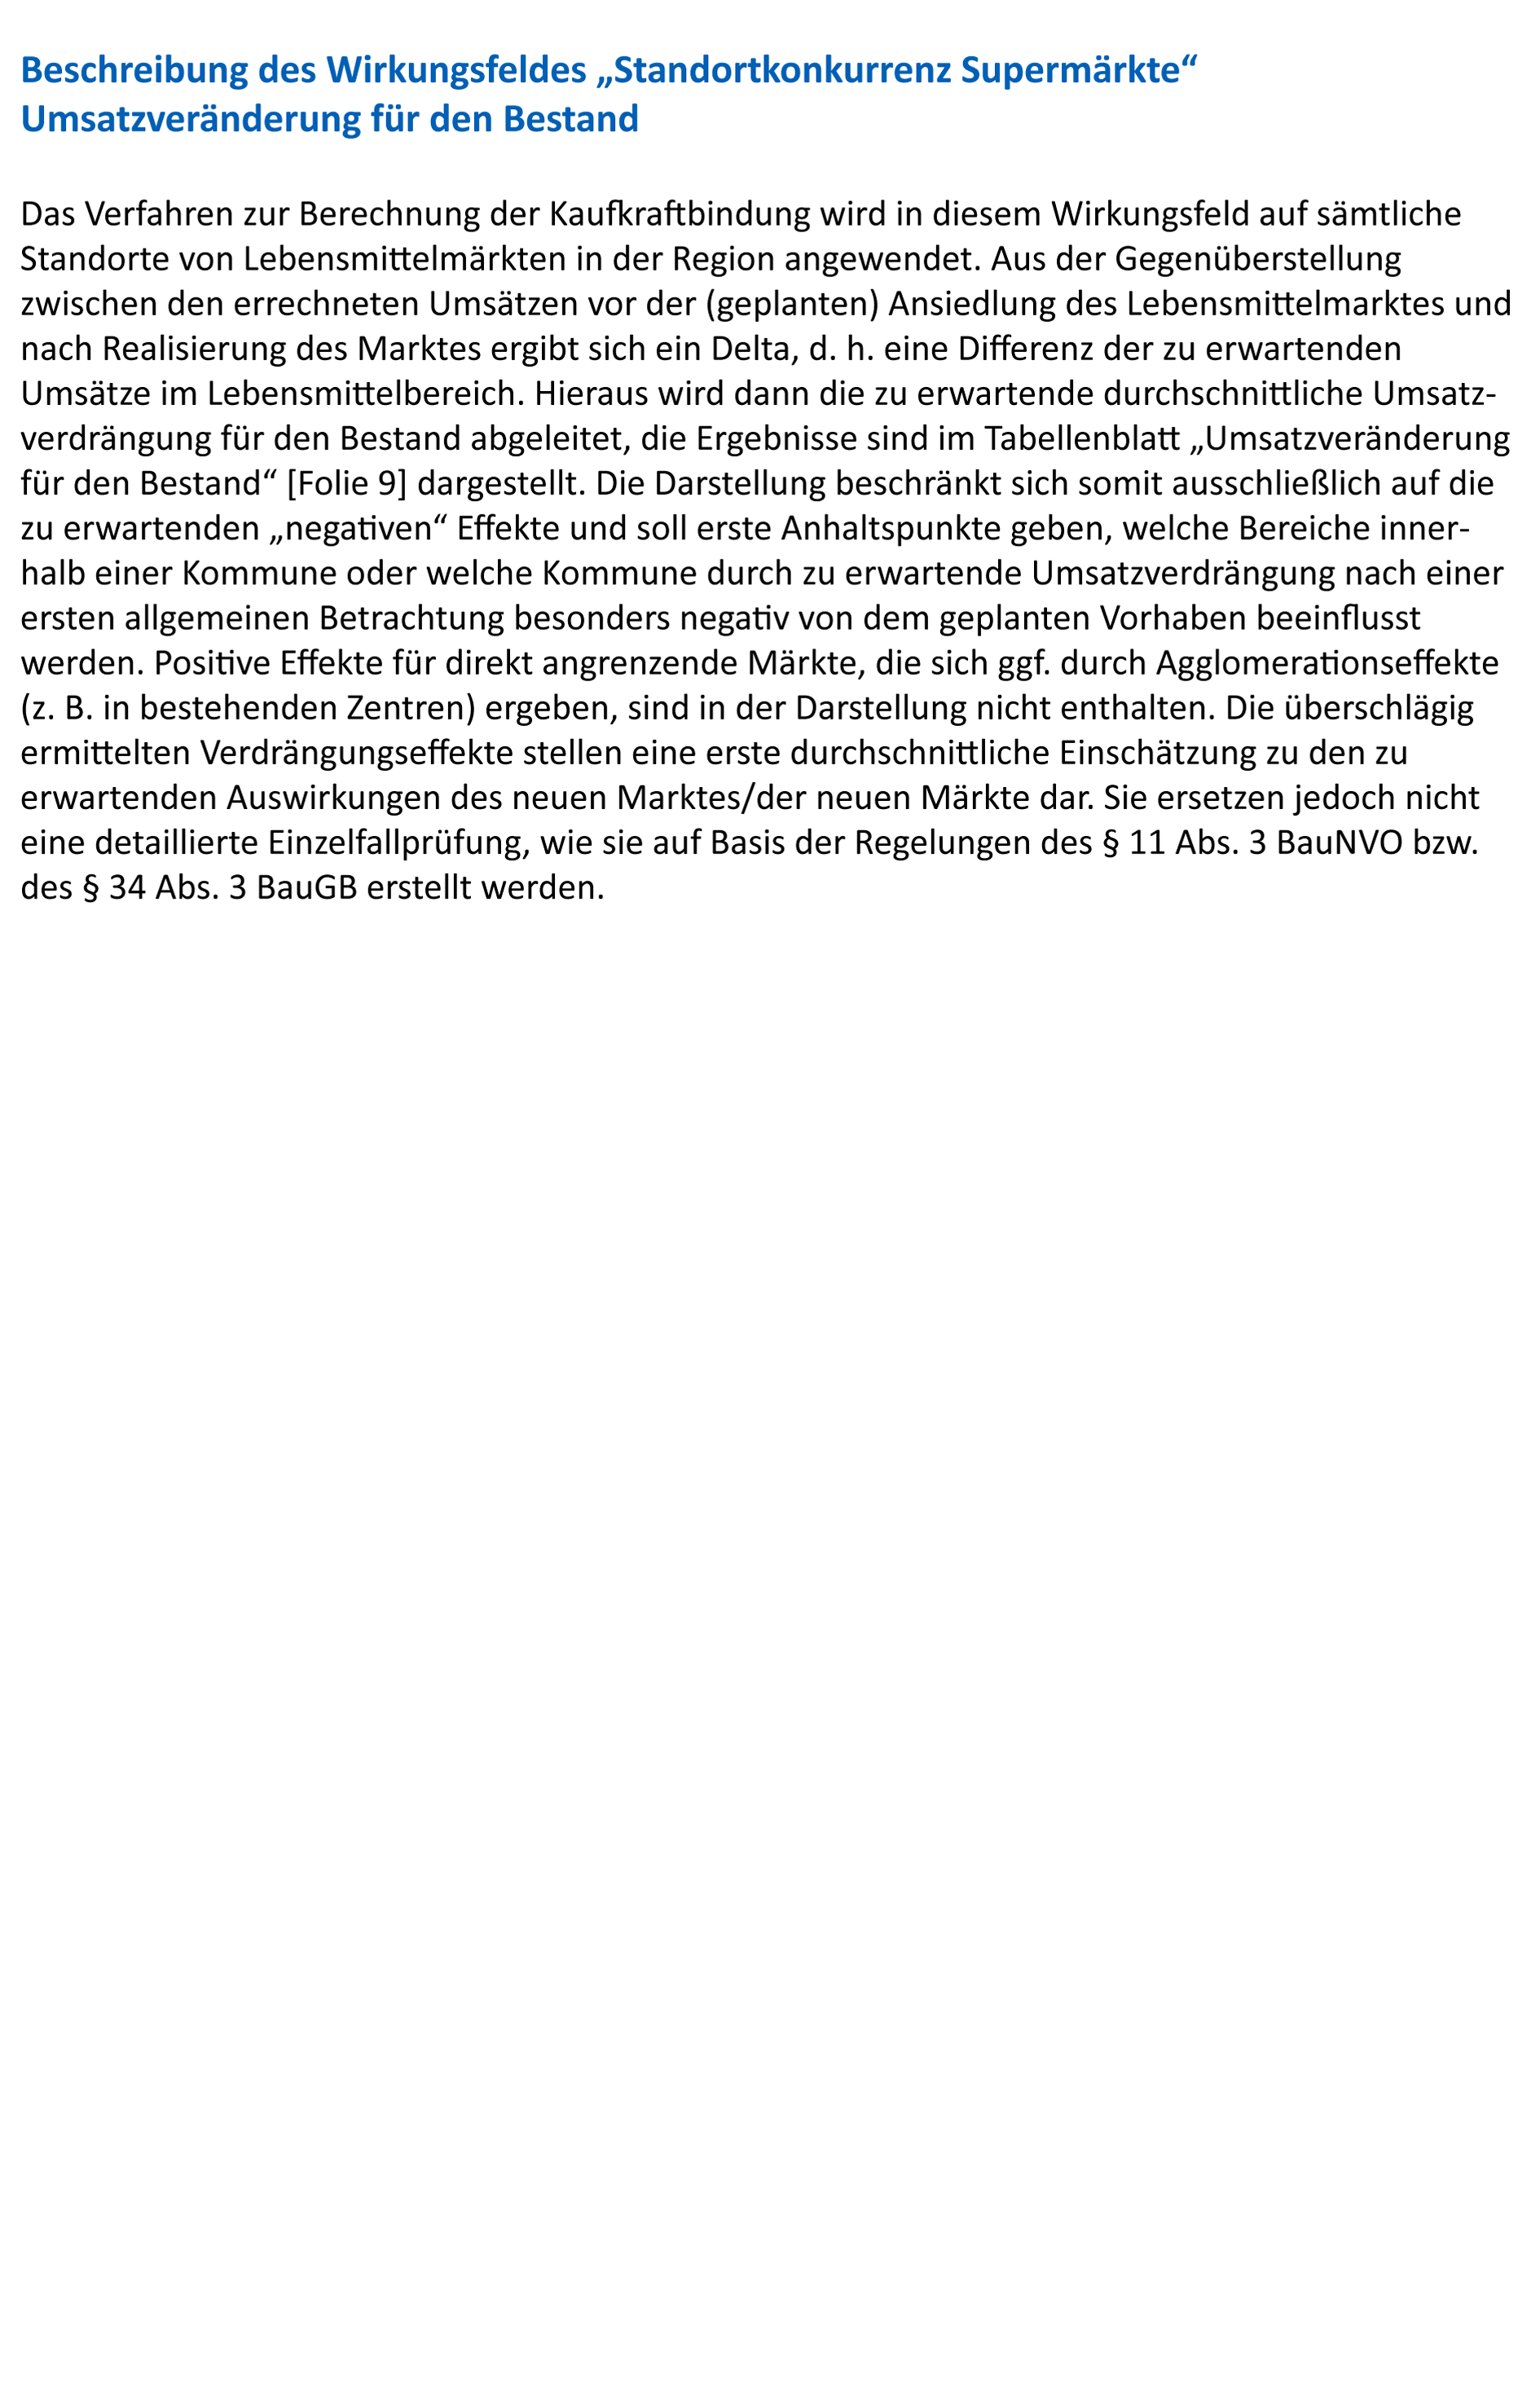 Beschreibung des Wirkungsfeldes „Standortkonkurrenz Supermärkte“
Umsatzveränderung für den Bestand
Das Verfahren zur Berechnung der Kaufkraftbindung wird in diesem Wirkungsfeld auf sämtliche
Standorte von Lebensmittelmärkten in der Region angewendet. Aus der Gegenüberstellung
zwischen den errechneten Umsätzen vor der (geplanten) Ansiedlung des Lebensmittelmarktes und
nach Realisierung des Marktes ergibt sich ein Delta, d. h. eine Differenz der zu erwartenden
Umsätze im Lebensmittelbereich. Hieraus wird dann die zu erwartende durchschnittliche Umsatz-
verdrängung für den Bestand abgeleitet, die Ergebnisse sind im Tabellenblatt „Umsatzveränderung
für den Bestand“ [Folie 9] dargestellt. Die Darstellung beschränkt sich somit ausschließlich auf die
zu erwartenden „negativen“ Effekte und soll erste Anhaltspunkte geben, welche Bereiche inner-
halb einer Kommune oder welche Kommune durch zu erwartende Umsatzverdrängung nach einer
ersten allgemeinen Betrachtung besonders negativ von dem geplanten Vorhaben beeinflusst
werden. Positive Effekte für direkt angrenzende Märkte, die sich ggf. durch Agglomerationseffekte
(z. B. in bestehenden Zentren) ergeben, sind in der Darstellung nicht enthalten. Die überschlägig
ermittelten Verdrängungseffekte stellen eine erste durchschnittliche Einschätzung zu den zu
erwartenden Auswirkungen des neuen Marktes/der neuen Märkte dar. Sie ersetzen jedoch nicht
eine detaillierte Einzelfallprüfung, wie sie auf Basis der Regelungen des § 11 Abs. 3 BauNVO bzw.
des § 34 Abs. 3 BauGB erstellt werden.